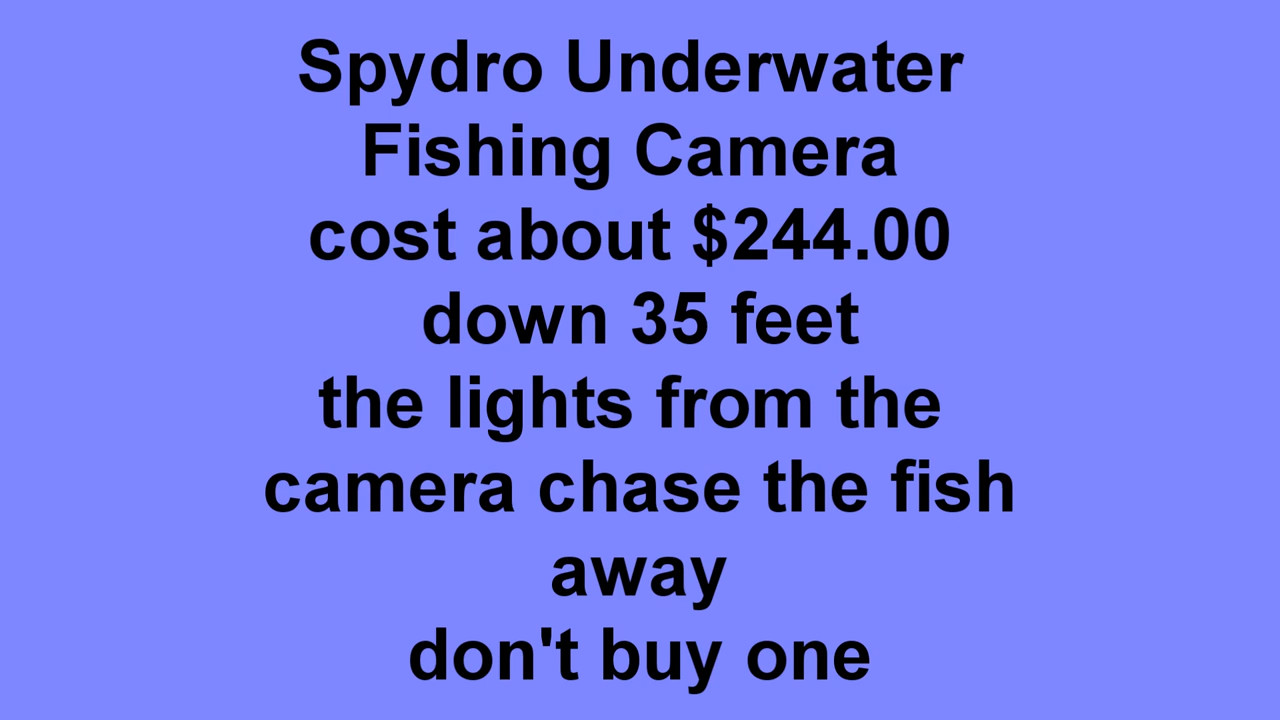 Spydro Underwater
Fishing Camera
cost about $244.00
down 35 feet
the lights from the
camera chase the fish
away
don't buy one